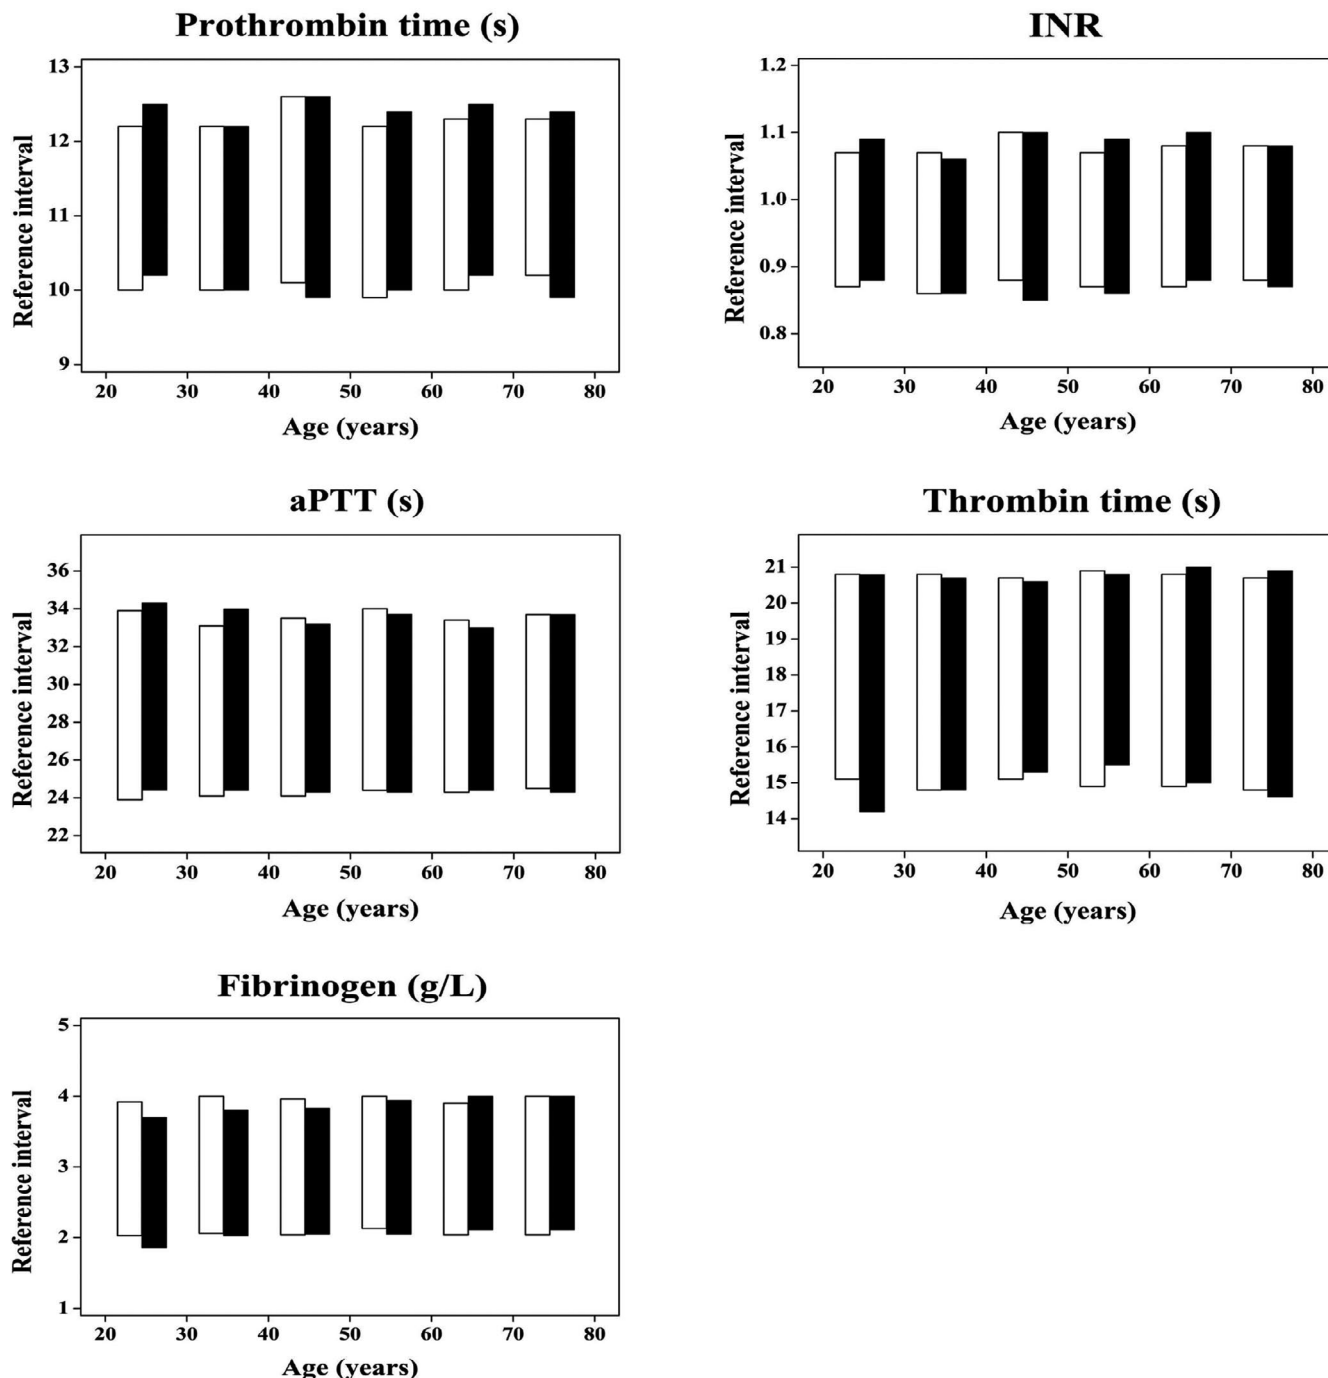 Prothrombin time (s)
Reference interval
13
12
11
10
9
20 30 40 50 60 70 80
Age (years)
INR
Reference interval
1.2
1.1
1.0
0.9
0.8
20 30 40 50 60 70 80
Age (years)
aPTT (s)
Reference interval
36
34
32
30
28
26
24
22
20 30 40 50 60 70 80
Age (years)
Thrombin time (s)
Reference interval
21
20
19
18
17
16
15
14
20 30 40 50 60 70 80
Age (years)
Fibrinogen (g/L)
Reference interval
5
4
3
2
1
20 30 40 50 60 70 80
Age (years)